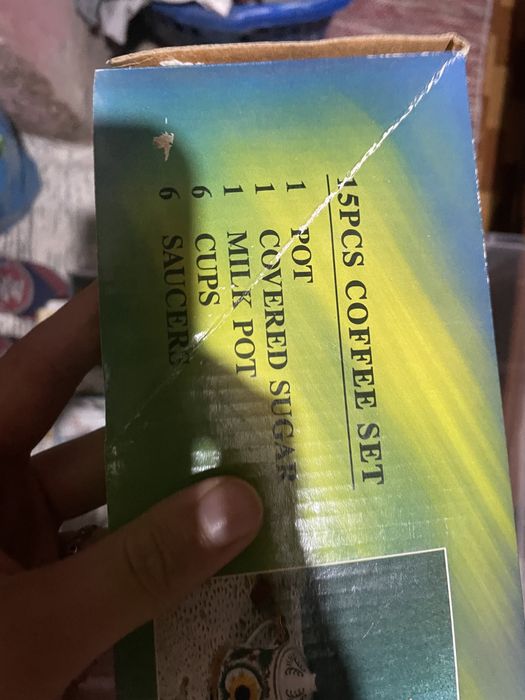 15PCS COFFEE SET
1 POT
1 COVERED SUGAR
1 MILK POT
6 CUPS
6 SAUCERS